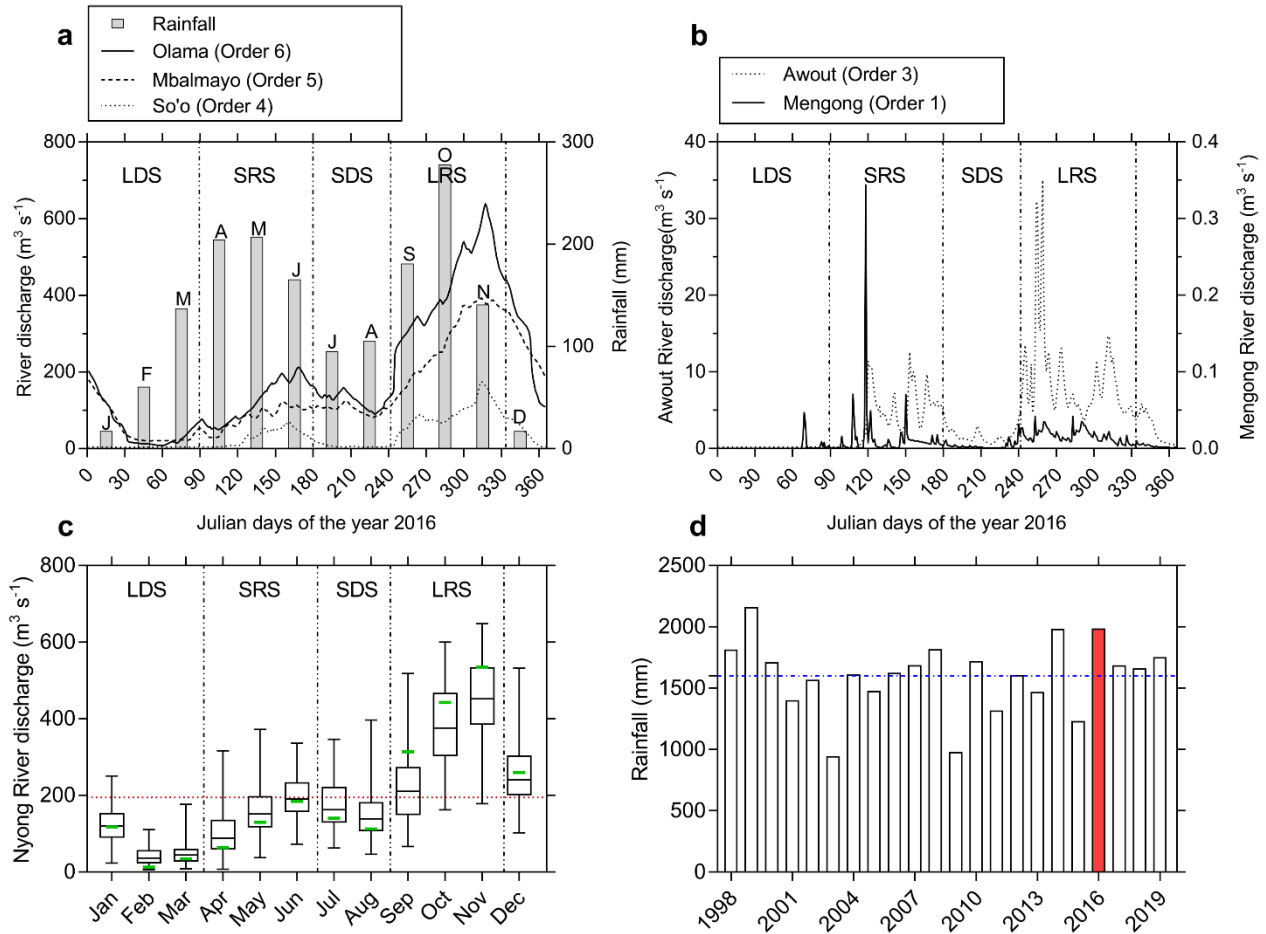 a
Rainfall
Olama (Order 6)
Mbalmayo (Order 5)
So'o (Order 4)
800
600
400
200
0
River discharge (m³ s⁻¹)
300
200
100
0
Rainfall (mm)
LDS
SRS
SDS
LRS
J
F
M
A
M
J
J
A
S
O
N
D
0
30
60
90
120
150
180
210
240
270
300
330
360
Julian days of the year 2016
b
Awout (Order 3)
Mengong (Order 1)
40
30
20
10
0
Awout River discharge(m³ s⁻¹)
0.4
0.3
0.2
0.1
0.0
Mengong River discharge (m³ s⁻¹)
LDS
SRS
SDS
LRS
0
30
60
90
120
150
180
210
240
270
300
330
360
Julian days of the year 2016
c
800
600
400
200
0
Nyong River discharge (m³ s⁻¹)
LDS
SRS
SDS
LRS
Jan
Feb
Mar
Apr
May
Jun
Jul
Aug
Sep
Oct
Nov
Dec
d
2500
2000
1500
1000
500
0
Rainfall (mm)
1998
2001
2004
2007
2010
2013
2016
2019